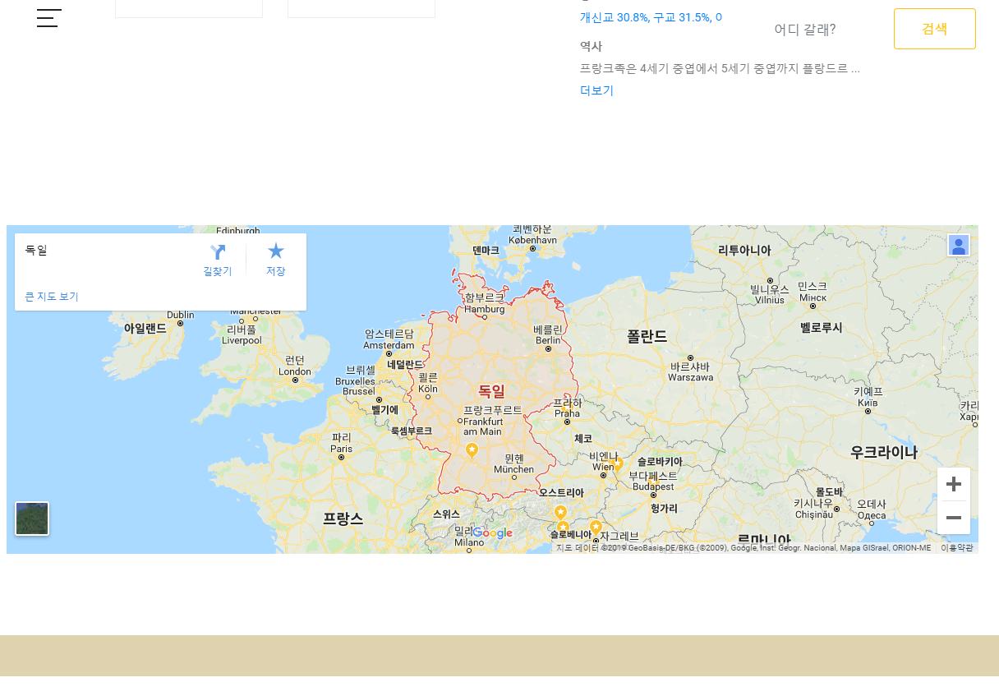 개신교 30.8%, 구교 31.5%, 이
어디 갈래?
검색
역사
프랑크족은 4세기 중엽에서 5세기 중엽까지 플랑드르 ...
더보기
Edinburgh
독일
길찾기
저장
큰 지도 보기
쾨벤하운
København
덴마크
리투아니아
빌니우스
Vilnius
민스크
Мінск
함부르크
Hamburg
Dublin
Manchester
아일랜드
리버풀
Liverpool
암스테르담
Amsterdam
베를린
Berlin
폴란드
벨로루시
런던
London
네덜란드
브뤼셀
Bruxelles
Brussel
쾰른
Köln
바르샤바
Warszawa
독일
벨기에
프랑크푸르트
Frankfurt
am Main
프라하
Praha
키예프
Київ
룩셈부르크
파리
Paris
체코
우크라이나
뮌헨
München
비엔나
Wien
슬로바키아
부다페스트
Budapest
오스트리아
몰도바
키시나우
Chișinău
오데사
Одеса
헝가리
프랑스
스위스
밀라노
Milano
Google
슬로베니아
자그레브
루마니아
지도 데이터 ©2019 GeoBasis-DE/BKG (©2009), Google, Inst. Geogr. Nacional, Mapa GISrael, ORION-ME
이용약관